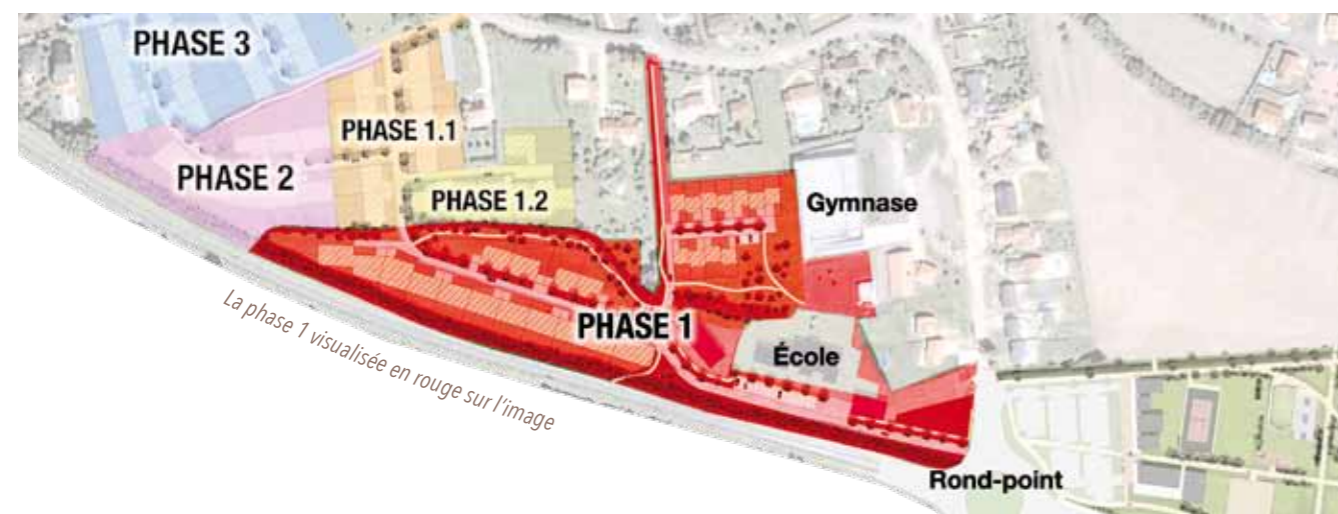 PHASE 3
PHASE 1.1
PHASE 2
PHASE 1.2
Gymnase
PHASE 1
École
La phase 1 visualisée en rouge sur l'image
Rond-point